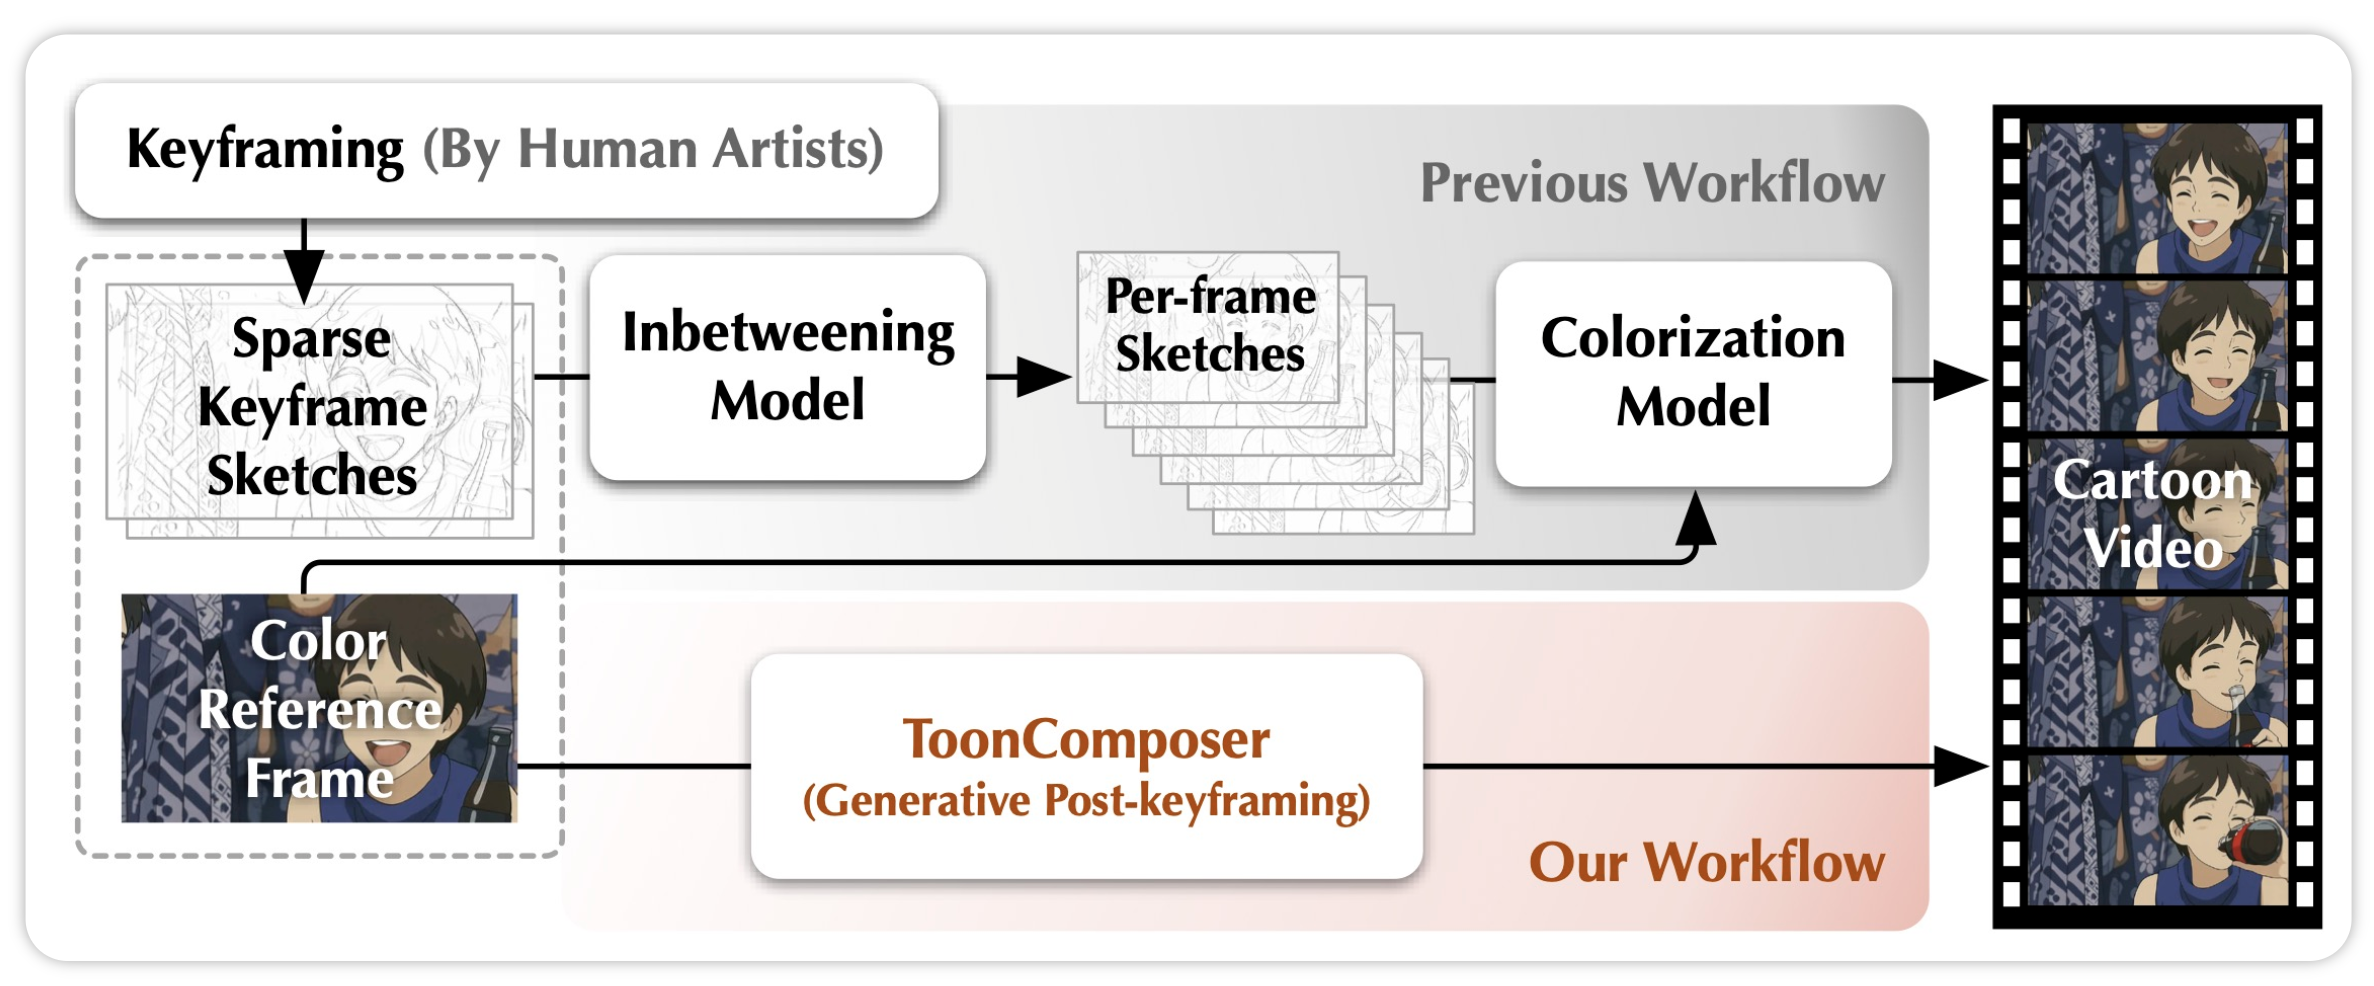 Keyframing (By Human Artists)
Previous Workflow
Sparse
Keyframe
Sketches
Inbetweening
Model
Per-frame
Sketches
Colorization
Model
Cartoon
Video
Color
Reference
Frame
ToonComposer
(Generative Post-keyframing)
Our Workflow